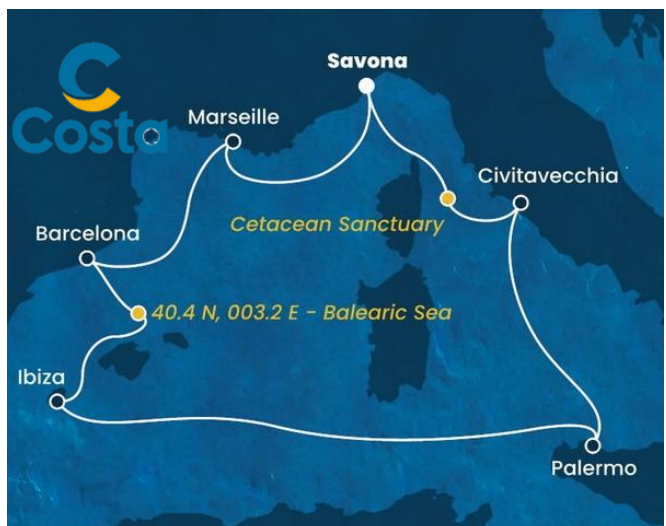 Costa
Savona
Marseille
Civitavecchia
Cetacean Sanctuary
Barcelona
40.4 N, 003.2 E - Balearic Sea
Ibiza
Palermo